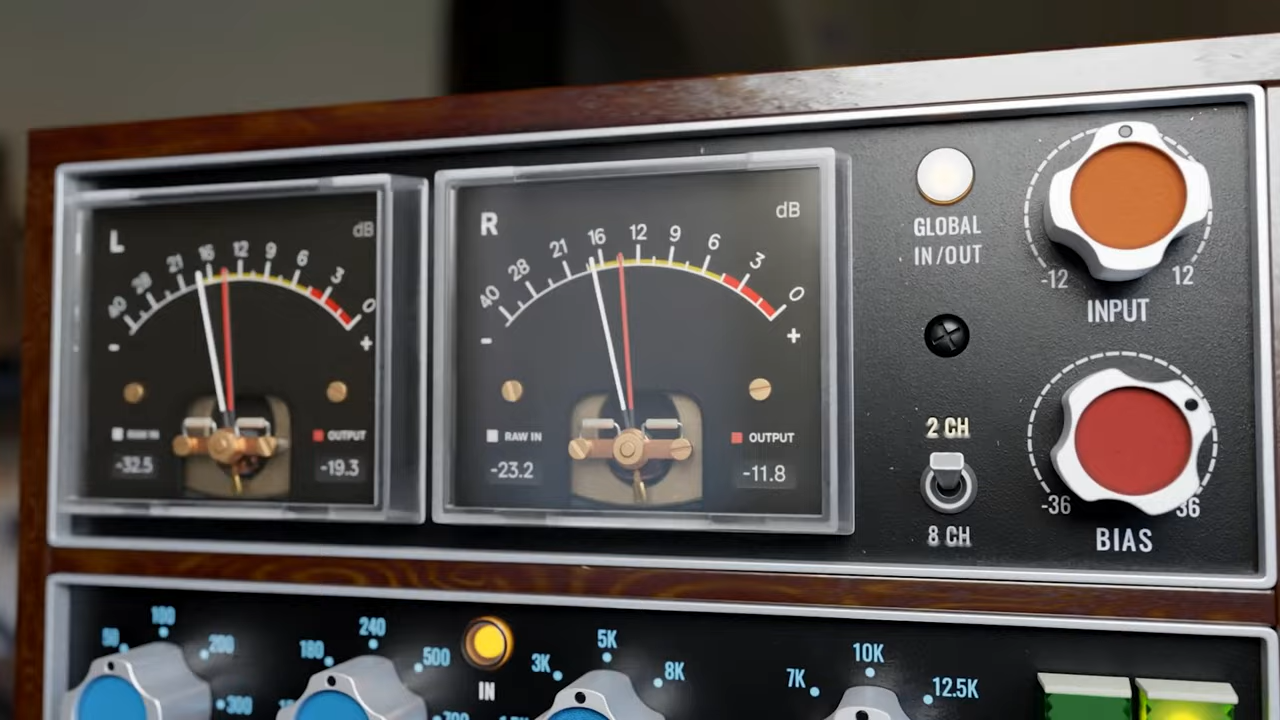 L
dB
40 28 21 16 12 9 6 3 0
-
+
RAW IN
OUTPUT
-32.5
-19.3
R
dB
40 28 21 16 12 9 6 3 0
-
+
RAW IN
OUTPUT
-23.2
-11.8
GLOBAL
IN/OUT
2 CH
8 CH
-12
12
INPUT
-36
36
BIAS
50
100
200
300
180
240
500
IN
3K
5K
8K
7K
10K
12.5K